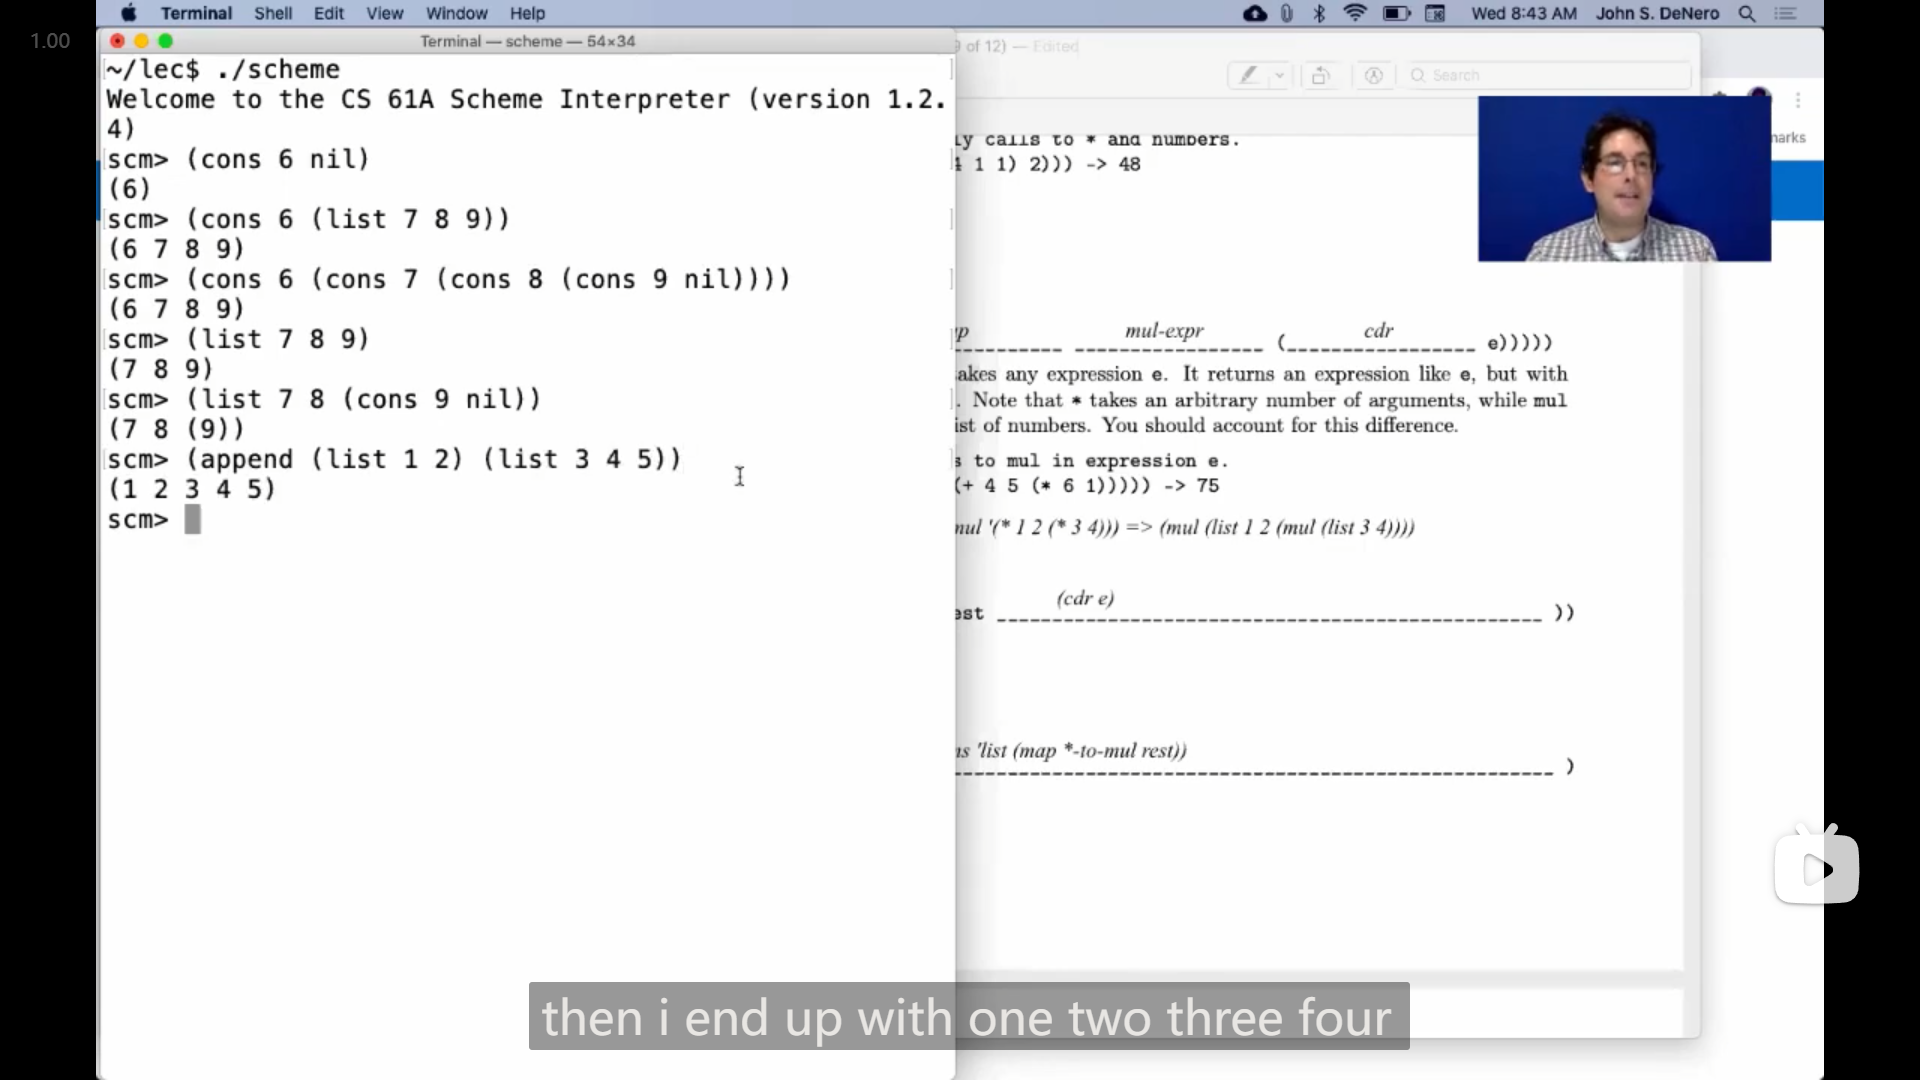 Terminal Shell Edit View Window Help Wed 8:43 AM John S. DeNero
1.00
Terminal — scheme — 54×34
~/lec$ ./scheme
Welcome to the CS 61A Scheme Interpreter (version 1.2.
4)
scm> (cons 6 nil)
(6)
scm> (cons 6 (list 7 8 9))
(6 7 8 9)
scm> (cons 6 (cons 7 (cons 8 (cons 9 nil))))
(6 7 8 9)
scm> (list 7 8 9)
(7 8 9)
scm> (list 7 8 (cons 9 nil))
(7 8 (9))
scm> (append (list 1 2) (list 3 4 5))
(1 2 3 4 5)
scm>
of 12) — Edited
Search
arks
ly calls to * and numbers.
4 1 1) 2))) -> 48
p mul-expr ( cdr e)))))
akes any expression e. It returns an expression like e, but with
. Note that * takes an arbitrary number of arguments, while mul
ist of numbers. You should account for this difference.
s to mul in expression e.
(+ 4 5 (* 6 1))))) -> 75
mul '(* 1 2 (* 3 4))) => (mul (list 1 2 (mul (list 3 4))))
est (cdr e) ))
ns 'list (map *-to-mul rest)) )
then i end up with one two three four